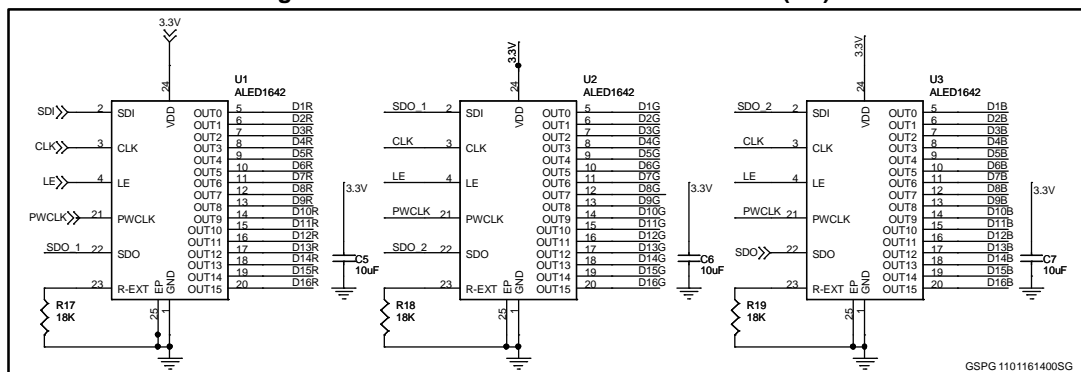 3.3V
24
U1
ALED1642
SDI 2 SDI VDD OUT0 5 D1R
OUT1 6 D2R
OUT2 7 D3R
CLK 3 CLK OUT3 8 D4R
OUT4 9 D5R
OUT5 10 D6R
LE 4 LE OUT6 11 D7R
OUT7 12 D8R
OUT8 13 D9R
PWCLK 21 PWCLK OUT9 14 D10R
OUT10 15 D11R
OUT11 16 D12R
SDO_1 22 SDO OUT12 17 D13R
OUT13 18 D14R
OUT14 19 D15R
23 R-EXT EP GND OUT15 20 D16R
R17
18K
25 1
3.3V
C5
10uF
3.3V
24
U2
ALED1642
SDO_1 2 SDI VDD OUT0 5 D1G
OUT1 6 D2G
OUT2 7 D3G
CLK 3 CLK OUT3 8 D4G
OUT4 9 D5G
OUT5 10 D6G
LE 4 LE OUT6 11 D7G
OUT7 12 D8G
OUT8 13 D9G
PWCLK 21 PWCLK OUT9 14 D10G
OUT10 15 D11G
OUT11 16 D12G
SDO_2 22 SDO OUT12 17 D13G
OUT13 18 D14G
OUT14 19 D15G
23 R-EXT EP GND OUT15 20 D16G
R18
18K
25 1
3.3V
C6
10uF
3.3V
24
U3
ALED1642
SDO_2 2 SDI VDD OUT0 5 D1B
OUT1 6 D2B
OUT2 7 D3B
CLK 3 CLK OUT3 8 D4B
OUT4 9 D5B
OUT5 10 D6B
LE 4 LE OUT6 11 D7B
OUT7 12 D8B
OUT8 13 D9B
PWCLK 21 PWCLK OUT9 14 D10B
OUT10 15 D11B
OUT11 16 D12B
SDO 22 SDO OUT12 17 D13B
OUT13 18 D14B
OUT14 19 D15B
23 R-EXT EP GND OUT15 20 D16B
R19
18K
25 1
3.3V
C7
10uF
GSPG1101161400SG